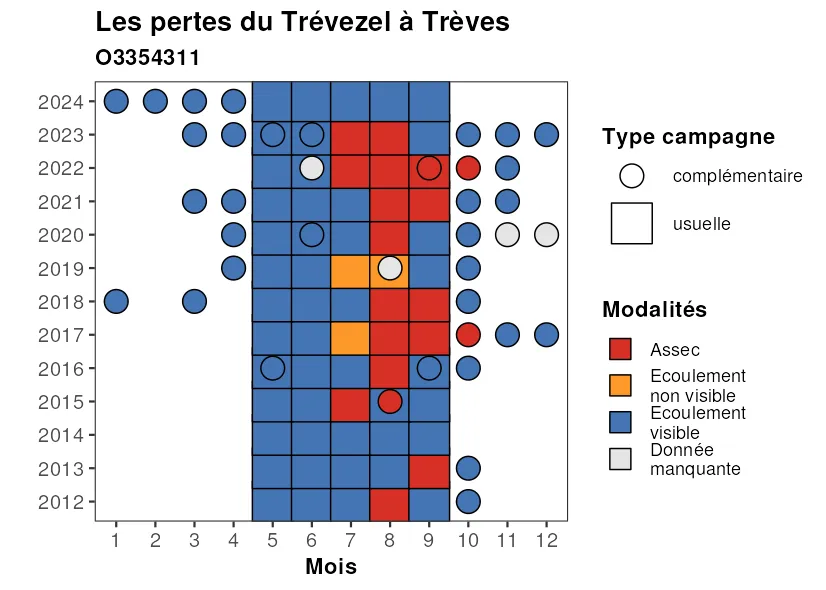 Les pertes du Trévezel à Trèves
O3354311
2024
2023
2022
2021
2020
2019
2018
2017
2016
2015
2014
2013
2012
1 2 3 4 5 6 7 8 9 10 11 12
Mois
Type campagne
complémentaire
usuelle
Modalités
Assec
Ecoulement
non visible
Ecoulement
visible
Donnée
manquante